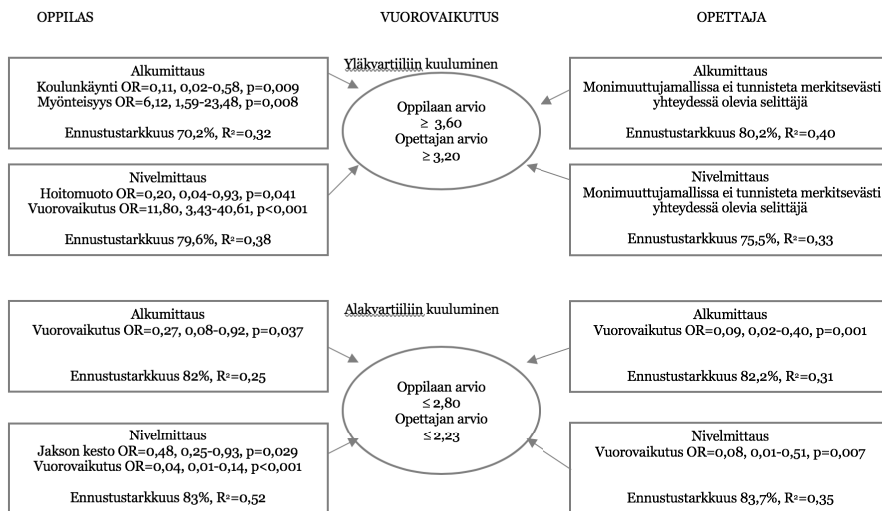 OPPILAS
VUOROVAIKUTUS
OPETTAJA
Yläkvartiiliin kuuluminen
Alkumittaus
Koulunkäynti OR=0,11, 0,02-0,58, p=0,009
Myönteisyys OR=6,12, 1,59-23,48, p=0,008
Ennustustarkkuus 70,2%, R²=0,32
Oppilaan arvio
≥ 3,60
Opettajan arvio
≥ 3,20
Alkumittaus
Monimuuttujamallissa ei tunnisteta merkitsevästi
yhteydessä olevia selittäjä
Ennustustarkkuus 80,2%, R²=0,40
Nivelmittaus
Hoitomuoto OR=0,20, 0,04-0,93, p=0,041
Vuorovaikutus OR=11,80, 3,43-40,61, p<0,001
Ennustustarkkuus 79,6%, R²=0,38
Nivelmittaus
Monimuuttujamallissa ei tunnisteta merkitsevästi
yhteydessä olevia selittäjä
Ennustustarkkuus 75,5%, R²=0,33
Alakvartiiliin kuuluminen
Alkumittaus
Vuorovaikutus OR=0,27, 0,08-0,92, p=0,037
Ennustustarkkuus 82%, R²=0,25
Oppilaan arvio
≤ 2,80
Opettajan arvio
≤ 2,23
Alkumittaus
Vuorovaikutus OR=0,09, 0,02-0,40, p=0,001
Ennustustarkkuus 82,2%, R²=0,31
Nivelmittaus
Jakson kesto OR=0,48, 0,25-0,93, p=0,029
Vuorovaikutus OR=0,04, 0,01-0,14, p<0,001
Ennustustarkkuus 83%, R²=0,52
Nivelmittaus
Vuorovaikutus OR=0,08, 0,01-0,51, p=0,007
Ennustustarkkuus 83,7%, R²=0,35